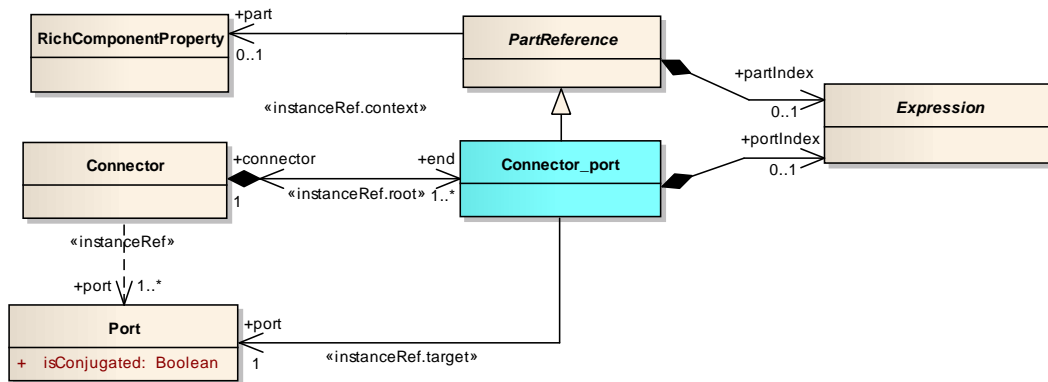 +part
RichComponentProperty
PartReference
0..1
+partIndex
«instanceRef.context»
Expression
0..1
+portIndex
Connector
+connector
+end
Connector_port
0..1
1
«instanceRef.root»
1..*
«instanceRef»
+port
1..*
Port
+port
+ isConjugated: Boolean
1
«instanceRef.target»